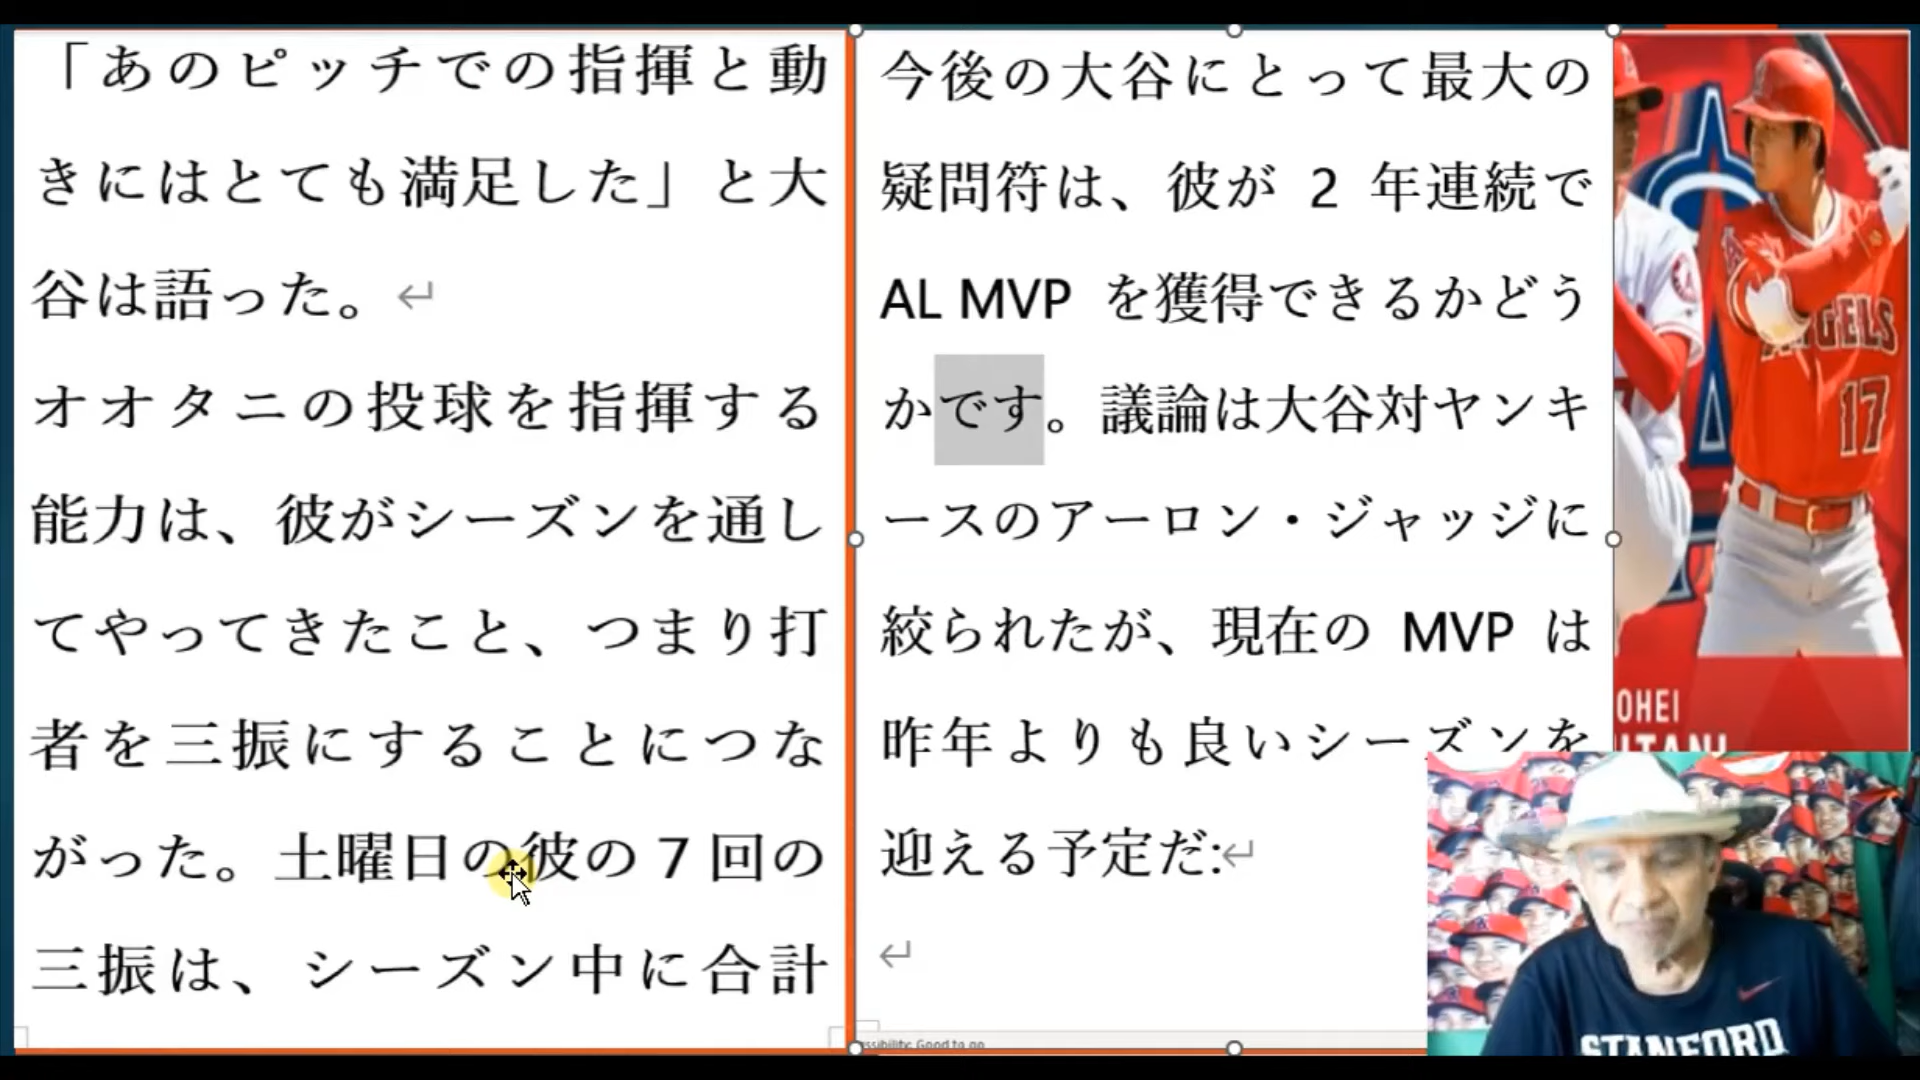 「あのピッチでの指揮と動
きにはとても満足した」と大
谷は語った。
オオタニの投球を指揮する
能力は、彼がシーズンを通し
てやってきたこと、つまり打
者を三振にすることにつな
がった。土曜日の彼の7回の
三振は、シーズン中に合計
今後の大谷にとって最大の
疑問符は、彼が 2 年連続で
AL MVP を獲得できるかどう
かです。議論は大谷対ヤンキ
ースのアーロン・ジャッジに
絞られたが、現在の MVP は
昨年よりも良いシーズンを
迎える予定だ:
ssibility: Good to go
ANGELS
17
OHEI
HTANI
STANFORD